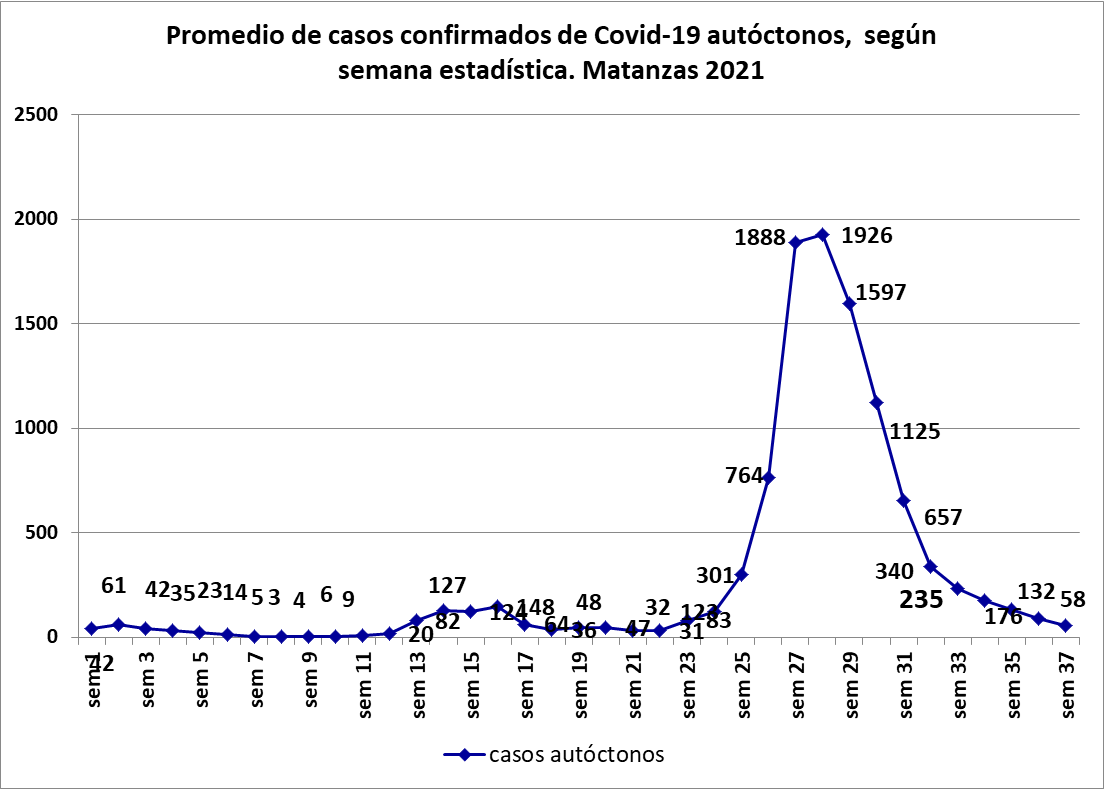 Promedio de casos confirmados de Covid-19 autóctonos, según
semana estadística. Matanzas 2021
2500
2000
1500
1000
500
0
42
61
42
35
23
14
5
3
4
6
9
20
82
127
124
148
64
36
48
47
32
31
83
123
301
764
1888
1926
1597
1125
657
340
235
176
132
58
sem 1
sem 3
sem 5
sem 7
sem 9
sem 11
sem 13
sem 15
sem 17
sem 19
sem 21
sem 23
sem 25
sem 27
sem 29
sem 31
sem 33
sem 35
sem 37
casos autóctonos